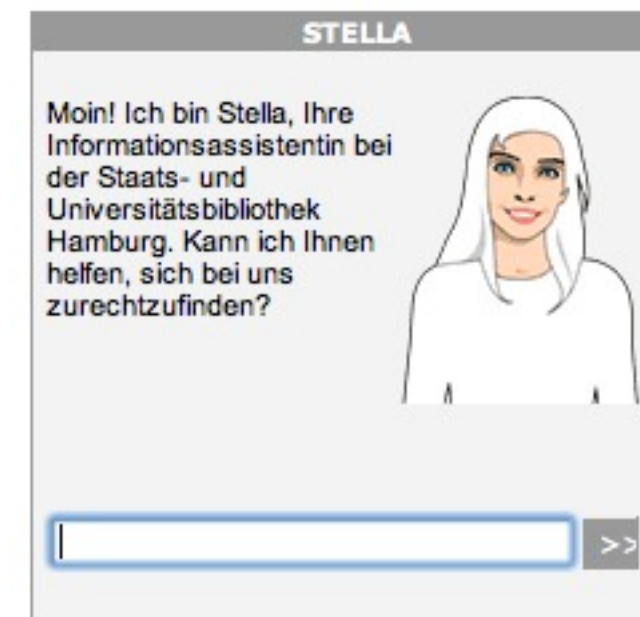 STELLA
Moin! Ich bin Stella, Ihre
Informationsassistentin bei
der Staats- und
Universitätsbibliothek
Hamburg. Kann ich Ihnen
helfen, sich bei uns
zurechtzufinden?
>>